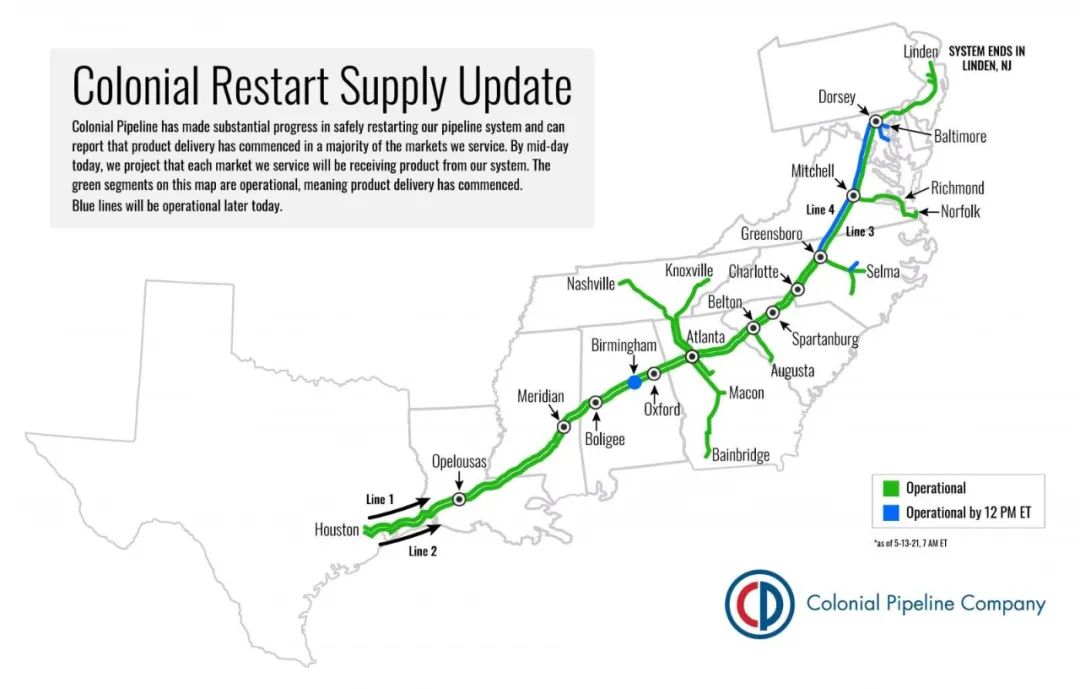 Colonial Restart Supply Update
Colonial Pipeline has made substantial progress in safely restarting our pipeline system and can
report that product delivery has commenced in a majority of the markets we service. By mid-day
today, we project that each market we service will be receiving product from our system. The
green segments on this map are operational, meaning product delivery has commenced.
Blue lines will be operational later today.
Linden
SYSTEM ENDS IN
LINDEN, NJ
Dorsey
Baltimore
Mitchell
Richmond
Norfolk
Line 4
Line 3
Greensboro
Selma
Charlotte
Knoxville
Nashville
Belton
Spartanburg
Atlanta
Augusta
Birmingham
Oxford
Macon
Meridian
Boligee
Bainbridge
Opelousas
Line 1
Houston
Line 2
Operational
Operational by 12 PM ET
*as of 5-13-21, 7 AM ET
CP
Colonial Pipeline Company